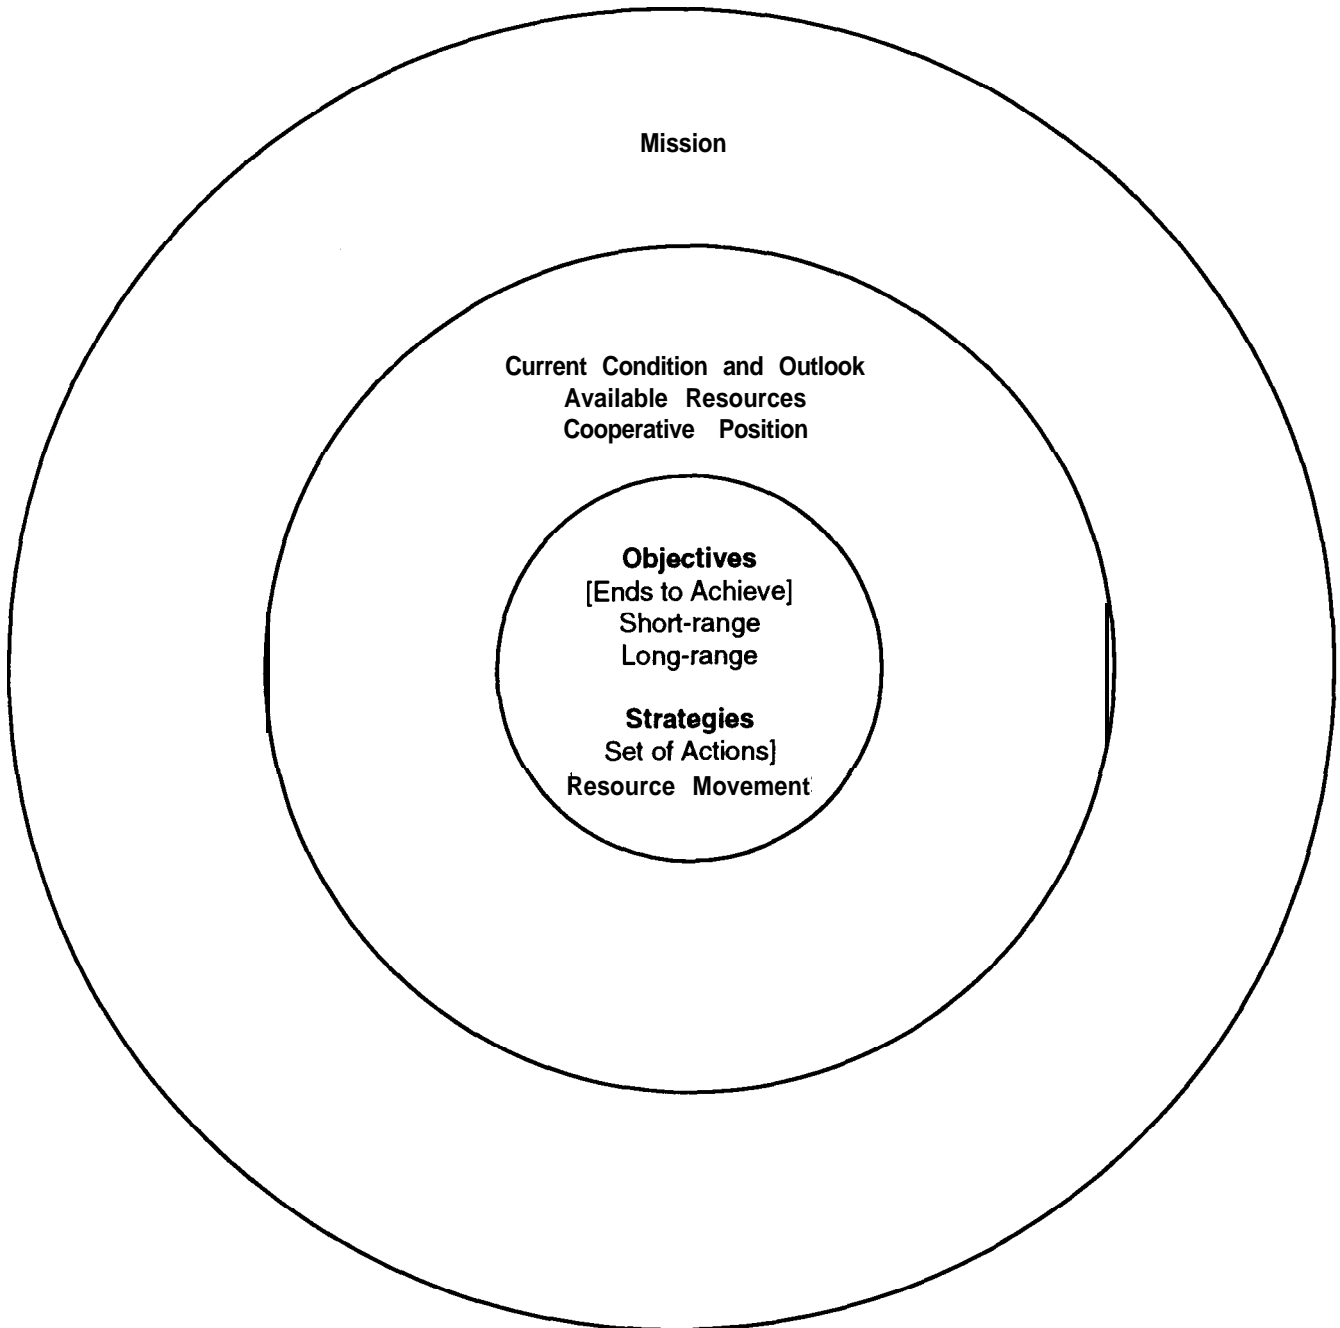 Mission
Current Condition and Outlook
Available Resources
Cooperative Position
Objectives
[Ends to Achieve]
Short-range
Long-range
Strategies
Set of Actions]
Resource Movement